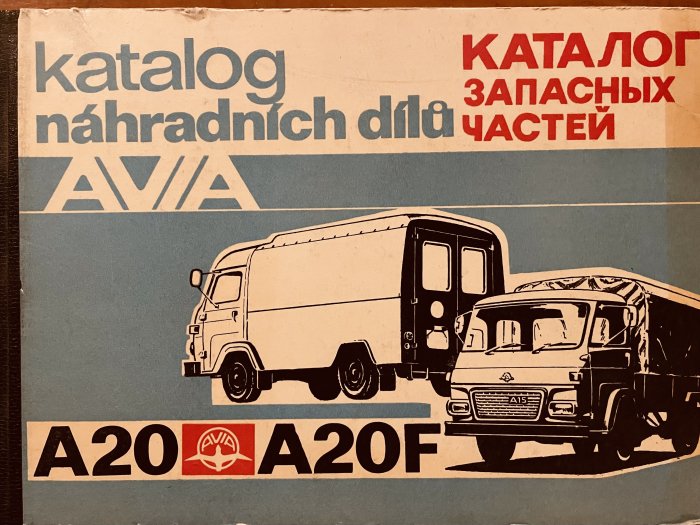 katalog
náhradních dílů
КАТАЛОГ
ЗАПАСНЫХ
ЧАСТЕЙ
AVIA
A15
A20 AVIA A20F